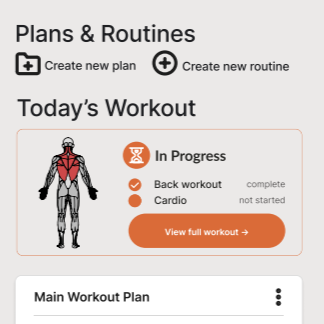 Plans & Routines
Create new plan
Create new routine
Today's Workout
In Progress
Back workout complete
Cardio not started
View full workout →
Main Workout Plan